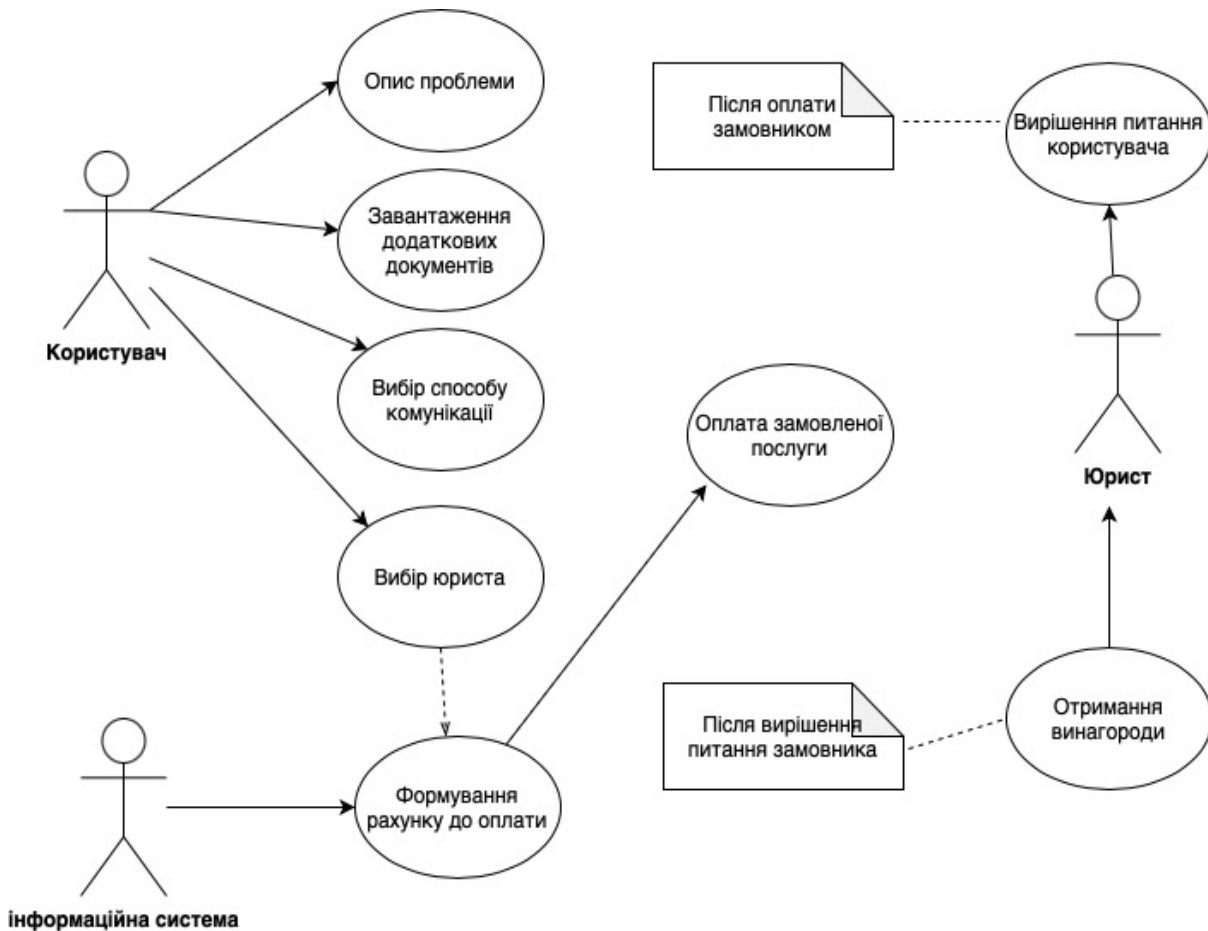 Опис проблеми
Після оплати
замовником
Вирішення питання
користувача
Завантаження
додаткових
документів
Користувач
Вибір способу
комунікації
Оплата замовленої
послуги
Юрист
Вибір юриста
Після вирішення
питання замовника
Отримання
винагороди
Формування
рахунку до оплати
інформаційна система